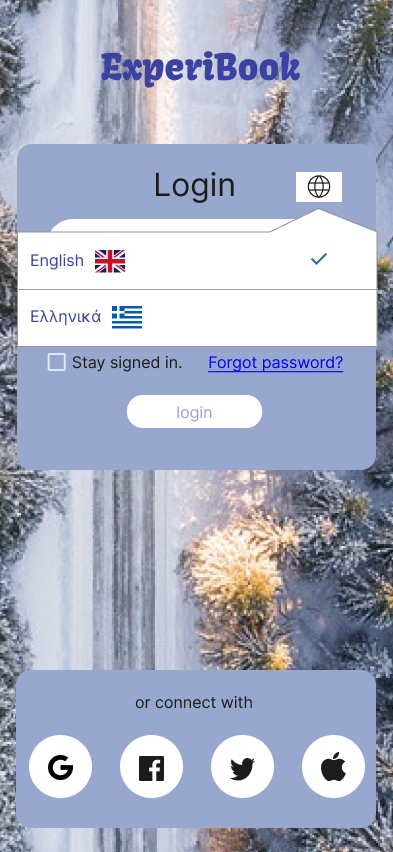 ExperiBook
Login
English
Ελληνικά
Stay signed in. Forgot password?
login
or connect with